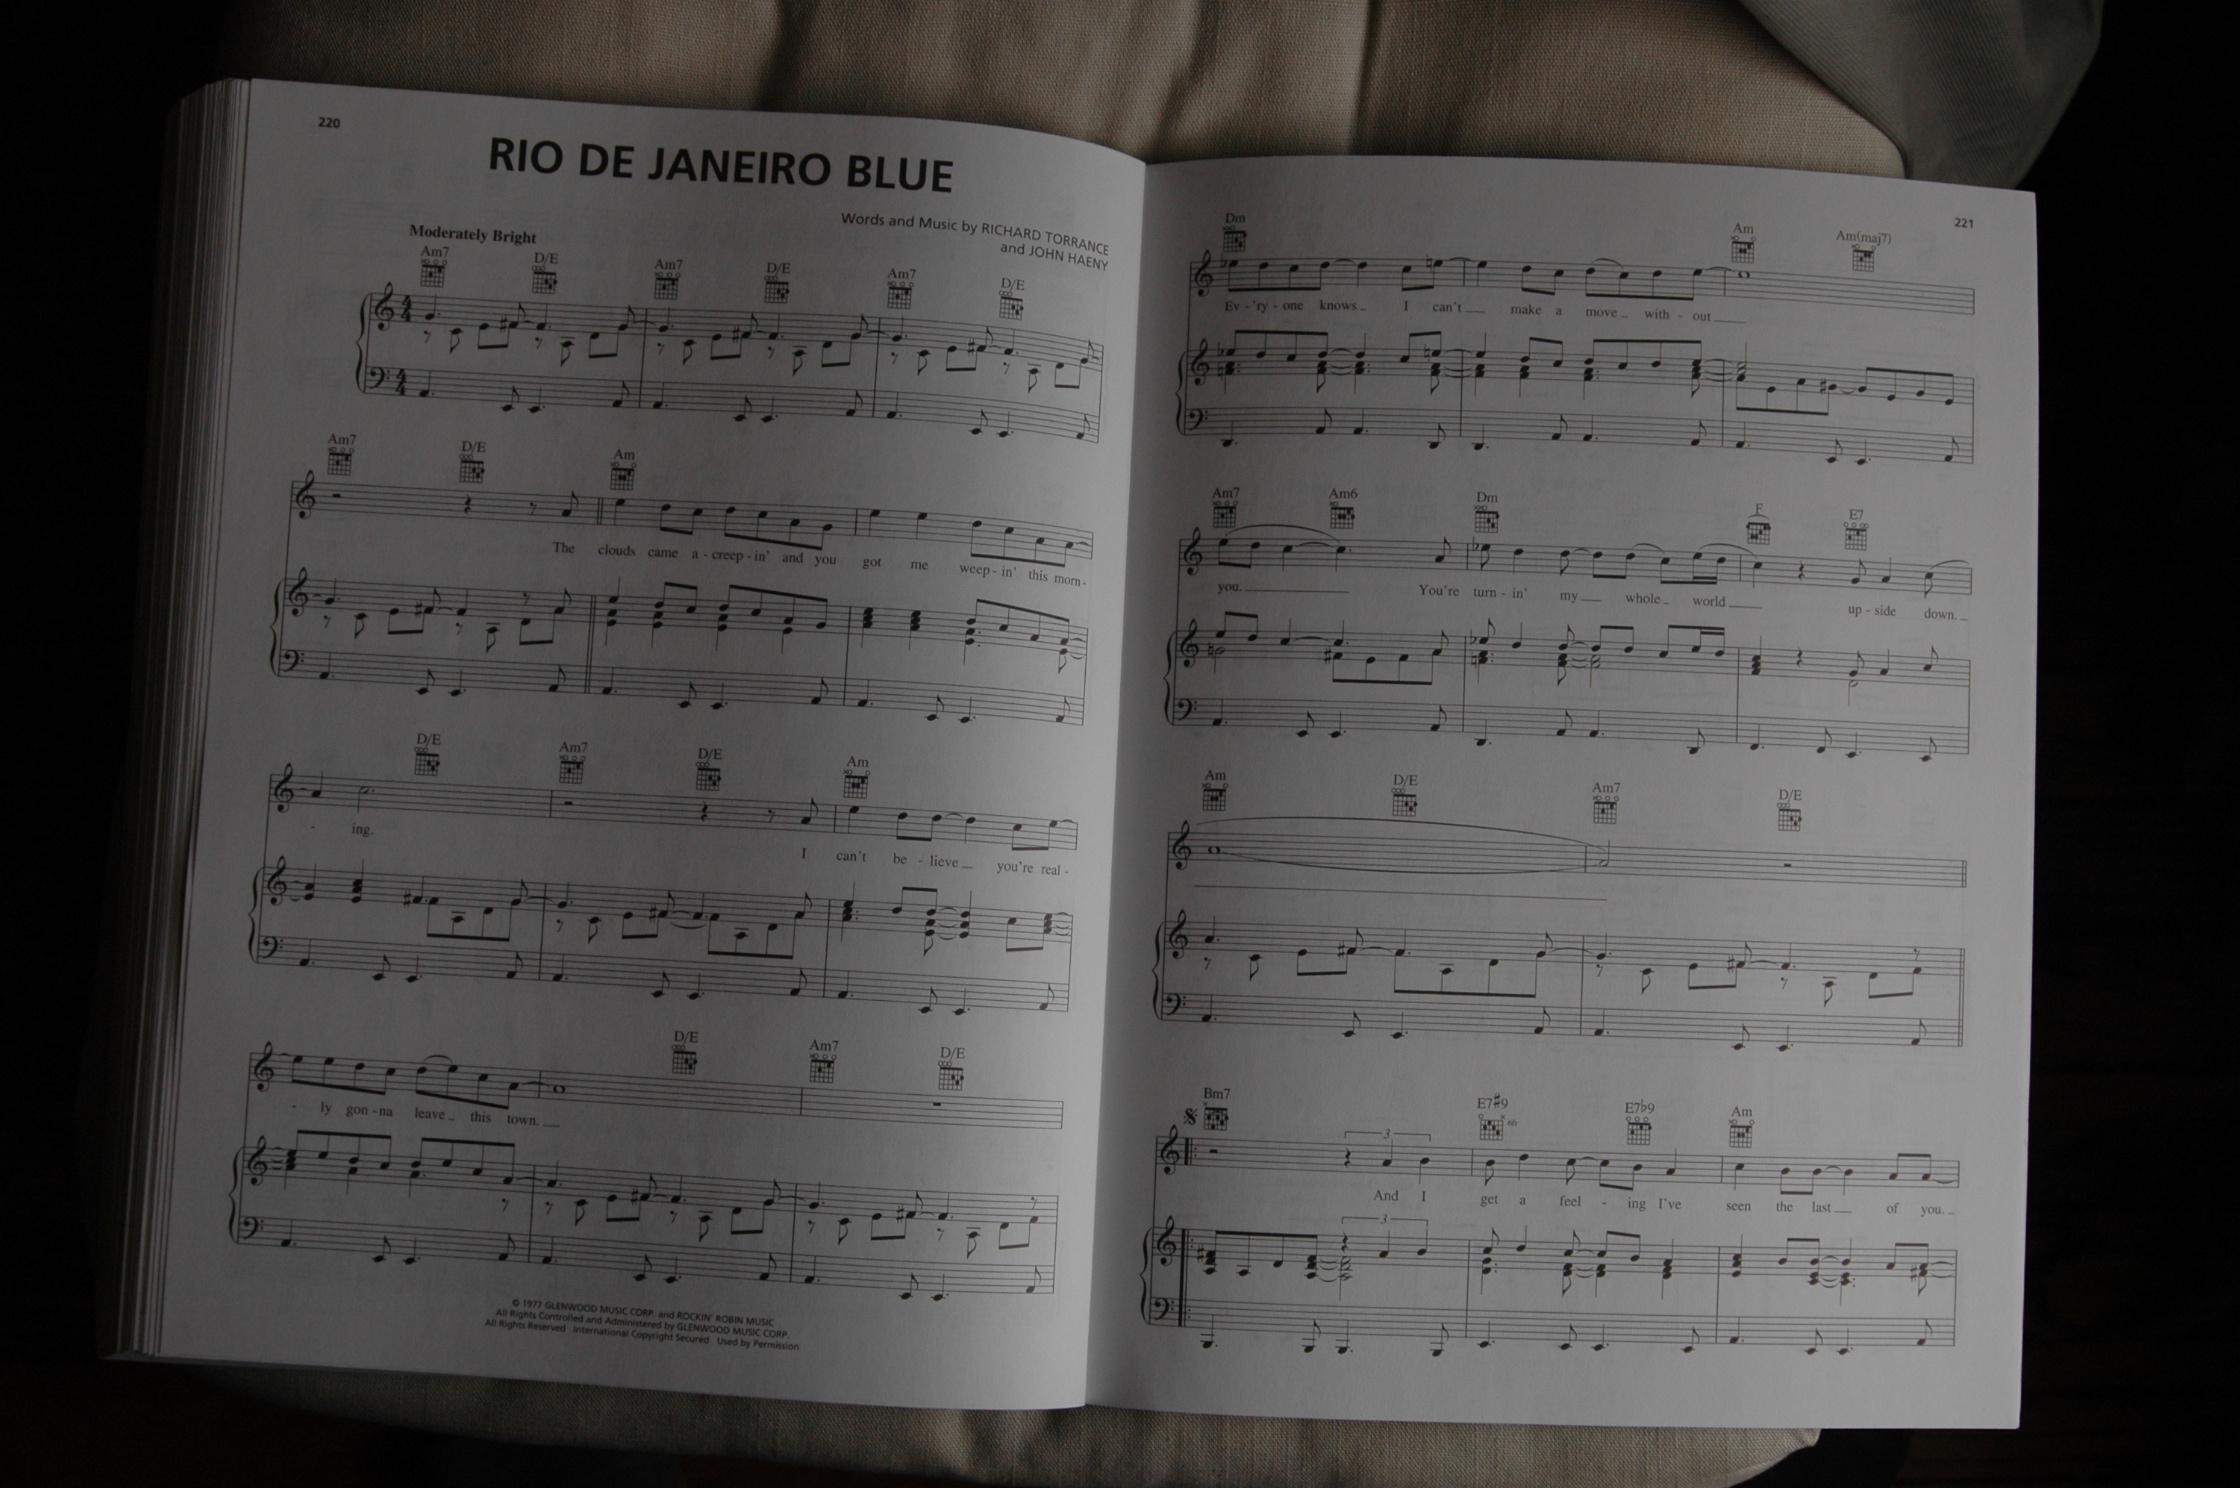 220
RIO DE JANEIRO BLUE
Words and Music by RICHARD TORRANCE
and JOHN HAENY
Moderately Bright
Am7 D/E Am7 D/E Am7 D/E
Am7 D/E Am
The clouds came a - creep - in' and you got me weep - in' this morn -
D/E Am7 D/E Am
- ing. I can't be - lieve you're real -
D/E Am7 D/E
- ly gon - na leave this town.
© 1977 GLENWOOD MUSIC CORP. and ROCKIN' ROBIN MUSIC
All Rights Controlled and Administered by GLENWOOD MUSIC CORP.
All Rights Reserved International Copyright Secured Used by Permission
221
Dm Am Am(maj7)
Ev - 'ry - one knows I can't make a move with - out
Am7 Am6 Dm F E7
you. You're turn - in' my whole world up - side down.
Am D/E Am7 D/E
Bm7 E7#9 E7b9 Am
3
And I get a feel - ing I've seen the last of you.
3